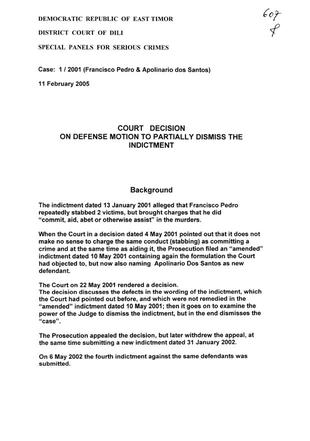 607
DEMOCRATIC REPUBLIC OF EAST TIMOR
DISTRICT COURT OF DILI
SPECIAL PANELS FOR SERIOUS CRIMES
Case: 1 / 2001 (Francisco Pedro & Apolinario dos Santos)
11 February 2005
COURT DECISION
ON DEFENSE MOTION TO PARTIALLY DISMISS THE
INDICTMENT
Background
The indictment dated 13 January 2001 alleged that Francisco Pedro
repeatedly stabbed 2 victims, but brought charges that he did
“commit, aid, abet or otherwise assist” in the murders.
When the Court in a decision dated 4 May 2001 pointed out that it does not
make no sense to charge the same conduct (stabbing) as committing a
crime and at the same time as aiding it, the Prosecution filed an “amended”
indictment dated 10 May 2001 containing again the formulation the Court
had objected to, but now also naming Apolinario Dos Santos as new
defendant.
The Court on 22 May 2001 rendered a decision.
The decision discusses the defects in the wording of the indictment, which
the Court had pointed out before, and which were not remedied in the
“amended” indictment dated 10 May 2001; then it goes on to examine the
power of the Judge to dismiss the indictment, but in the end dismisses the
“case”.
The Prosecution appealed the decision, but later withdrew the appeal, at
the same time submitting a new indictment dated 31 January 2002.
On 6 May 2002 the fourth indictment against the same defendants was
submitted.